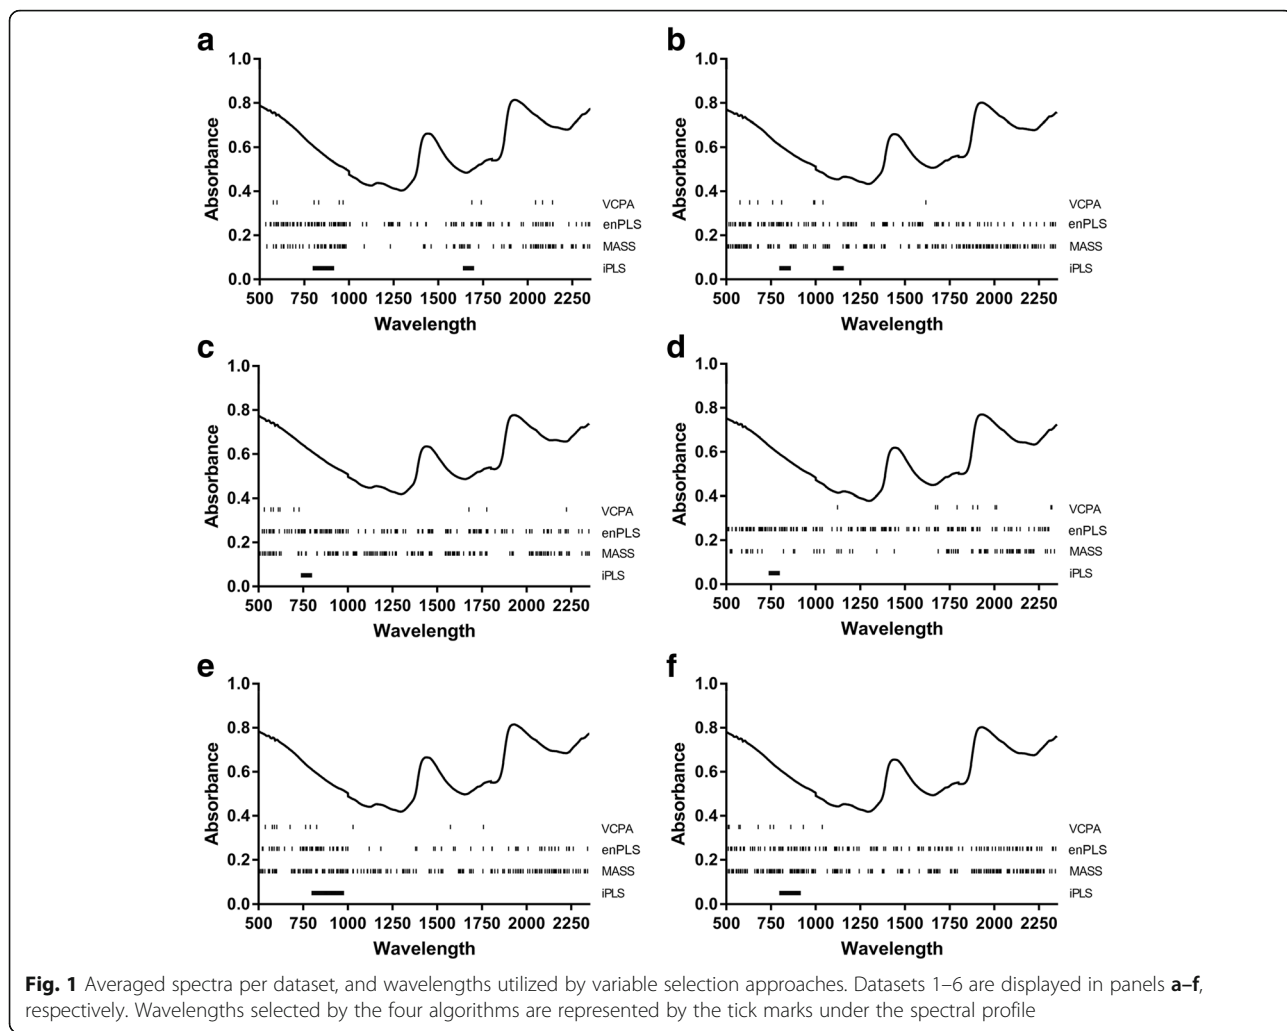 a
1.0
0.8
0.6
0.4
0.2
0.0
Absorbance
VCPA
enPLS
MASS
iPLS
500 750 1000 1250 1500 1750 2000 2250
Wavelength
b
1.0
0.8
0.6
0.4
0.2
0.0
Absorbance
VCPA
enPLS
MASS
iPLS
500 750 1000 1250 1500 1750 2000 2250
Wavelength
c
1.0
0.8
0.6
0.4
0.2
0.0
Absorbance
VCPA
enPLS
MASS
iPLS
500 750 1000 1250 1500 1750 2000 2250
Wavelength
d
1.0
0.8
0.6
0.4
0.2
0.0
Absorbance
VCPA
enPLS
MASS
iPLS
500 750 1000 1250 1500 1750 2000 2250
Wavelength
e
1.0
0.8
0.6
0.4
0.2
0.0
Absorbance
VCPA
enPLS
MASS
iPLS
500 750 1000 1250 1500 1750 2000 2250
Wavelength
f
1.0
0.8
0.6
0.4
0.2
0.0
Absorbance
VCPA
enPLS
MASS
iPLS
500 750 1000 1250 1500 1750 2000 2250
Wavelength
Fig. 1 Averaged spectra per dataset, and wavelengths utilized by variable selection approaches. Datasets 1–6 are displayed in panels a–f,
respectively. Wavelengths selected by the four algorithms are represented by the tick marks under the spectral profile